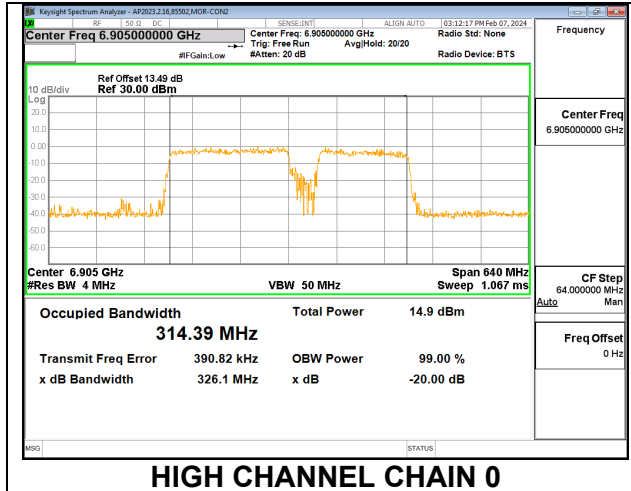 Keysight Spectrum Analyzer - AP2023.2.16,85502,MOR-CON2
RF 50 Ω DC SENSE:INT ALIGN AUTO 03:12:17 PM Feb 07, 2024
Center Freq 6.905000000 GHz
Center Freq: 6.905000000 GHz
Radio Std: None
Trig: Free Run Avg|Hold: 20/20
#IFGain:Low #Atten: 20 dB Radio Device: BTS
Frequency
Ref Offset 13.49 dB
10 dB/div Ref 30.00 dBm
Log
20.0
10.0
0.00
-10.0
-20.0
-30.0
-40.0
-50.0
-60.0
Center Freq
6.905000000 GHz
Center 6.905 GHz Span 640 MHz
#Res BW 4 MHz VBW 50 MHz Sweep 1.067 ms
CF Step
64.000000 MHz
Auto Man
Occupied Bandwidth Total Power 14.9 dBm
314.39 MHz
Freq Offset
0 Hz
Transmit Freq Error 390.82 kHz OBW Power 99.00 %
x dB Bandwidth 326.1 MHz x dB -20.00 dB
MSG STATUS
HIGH CHANNEL CHAIN 0